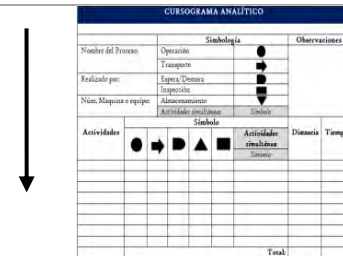 CURSOGRAMA ANALÍTICO
Simbología
Observaciones
Nombre del Proceso:
Operación
Transporte
Realizado por:
Espera/Demora
Inspección
Núm. Maquina o equipo:
Almacenamiento
Actividades simultáneas
Símbolo
Símbolo
Actividades
Actividades simultáneas
Símbolo
Distancia
Tiemp
Total: